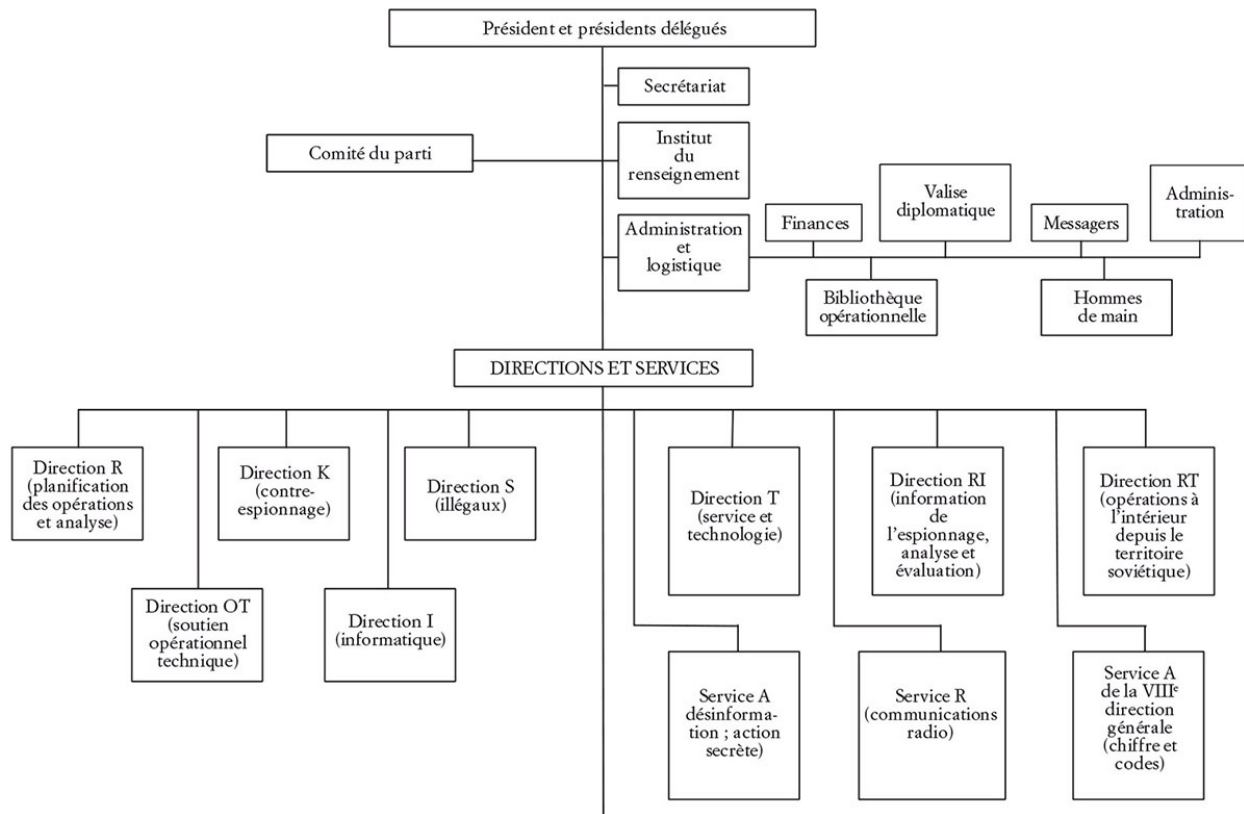 Président et présidents délégués
Secrétariat
Comité du parti
Institut
du
renseignement
Administration
et
logistique
Finances
Valise
diplomatique
Messagers
Adminis-
tration
Bibliothèque
opérationnelle
Hommes
de main
DIRECTIONS ET SERVICES
Direction R
(planification
des opérations
et analyse)
Direction K
(contre-
espionnage)
Direction S
(illégaux)
Direction T
(service et
technologie)
Direction RI
(information
de
l'espionnage,
analyse et
évaluation)
Direction RT
(opérations à
l'intérieur
depuis le
territoire
soviétique)
Direction OT
(soutien
opérationnel
technique)
Direction I
(informatique)
Service A
désinforma-
tion ; action
secrète)
Service R
(communications
radio)
Service A
de la VIIIe
direction
générale
(chiffre et
codes)